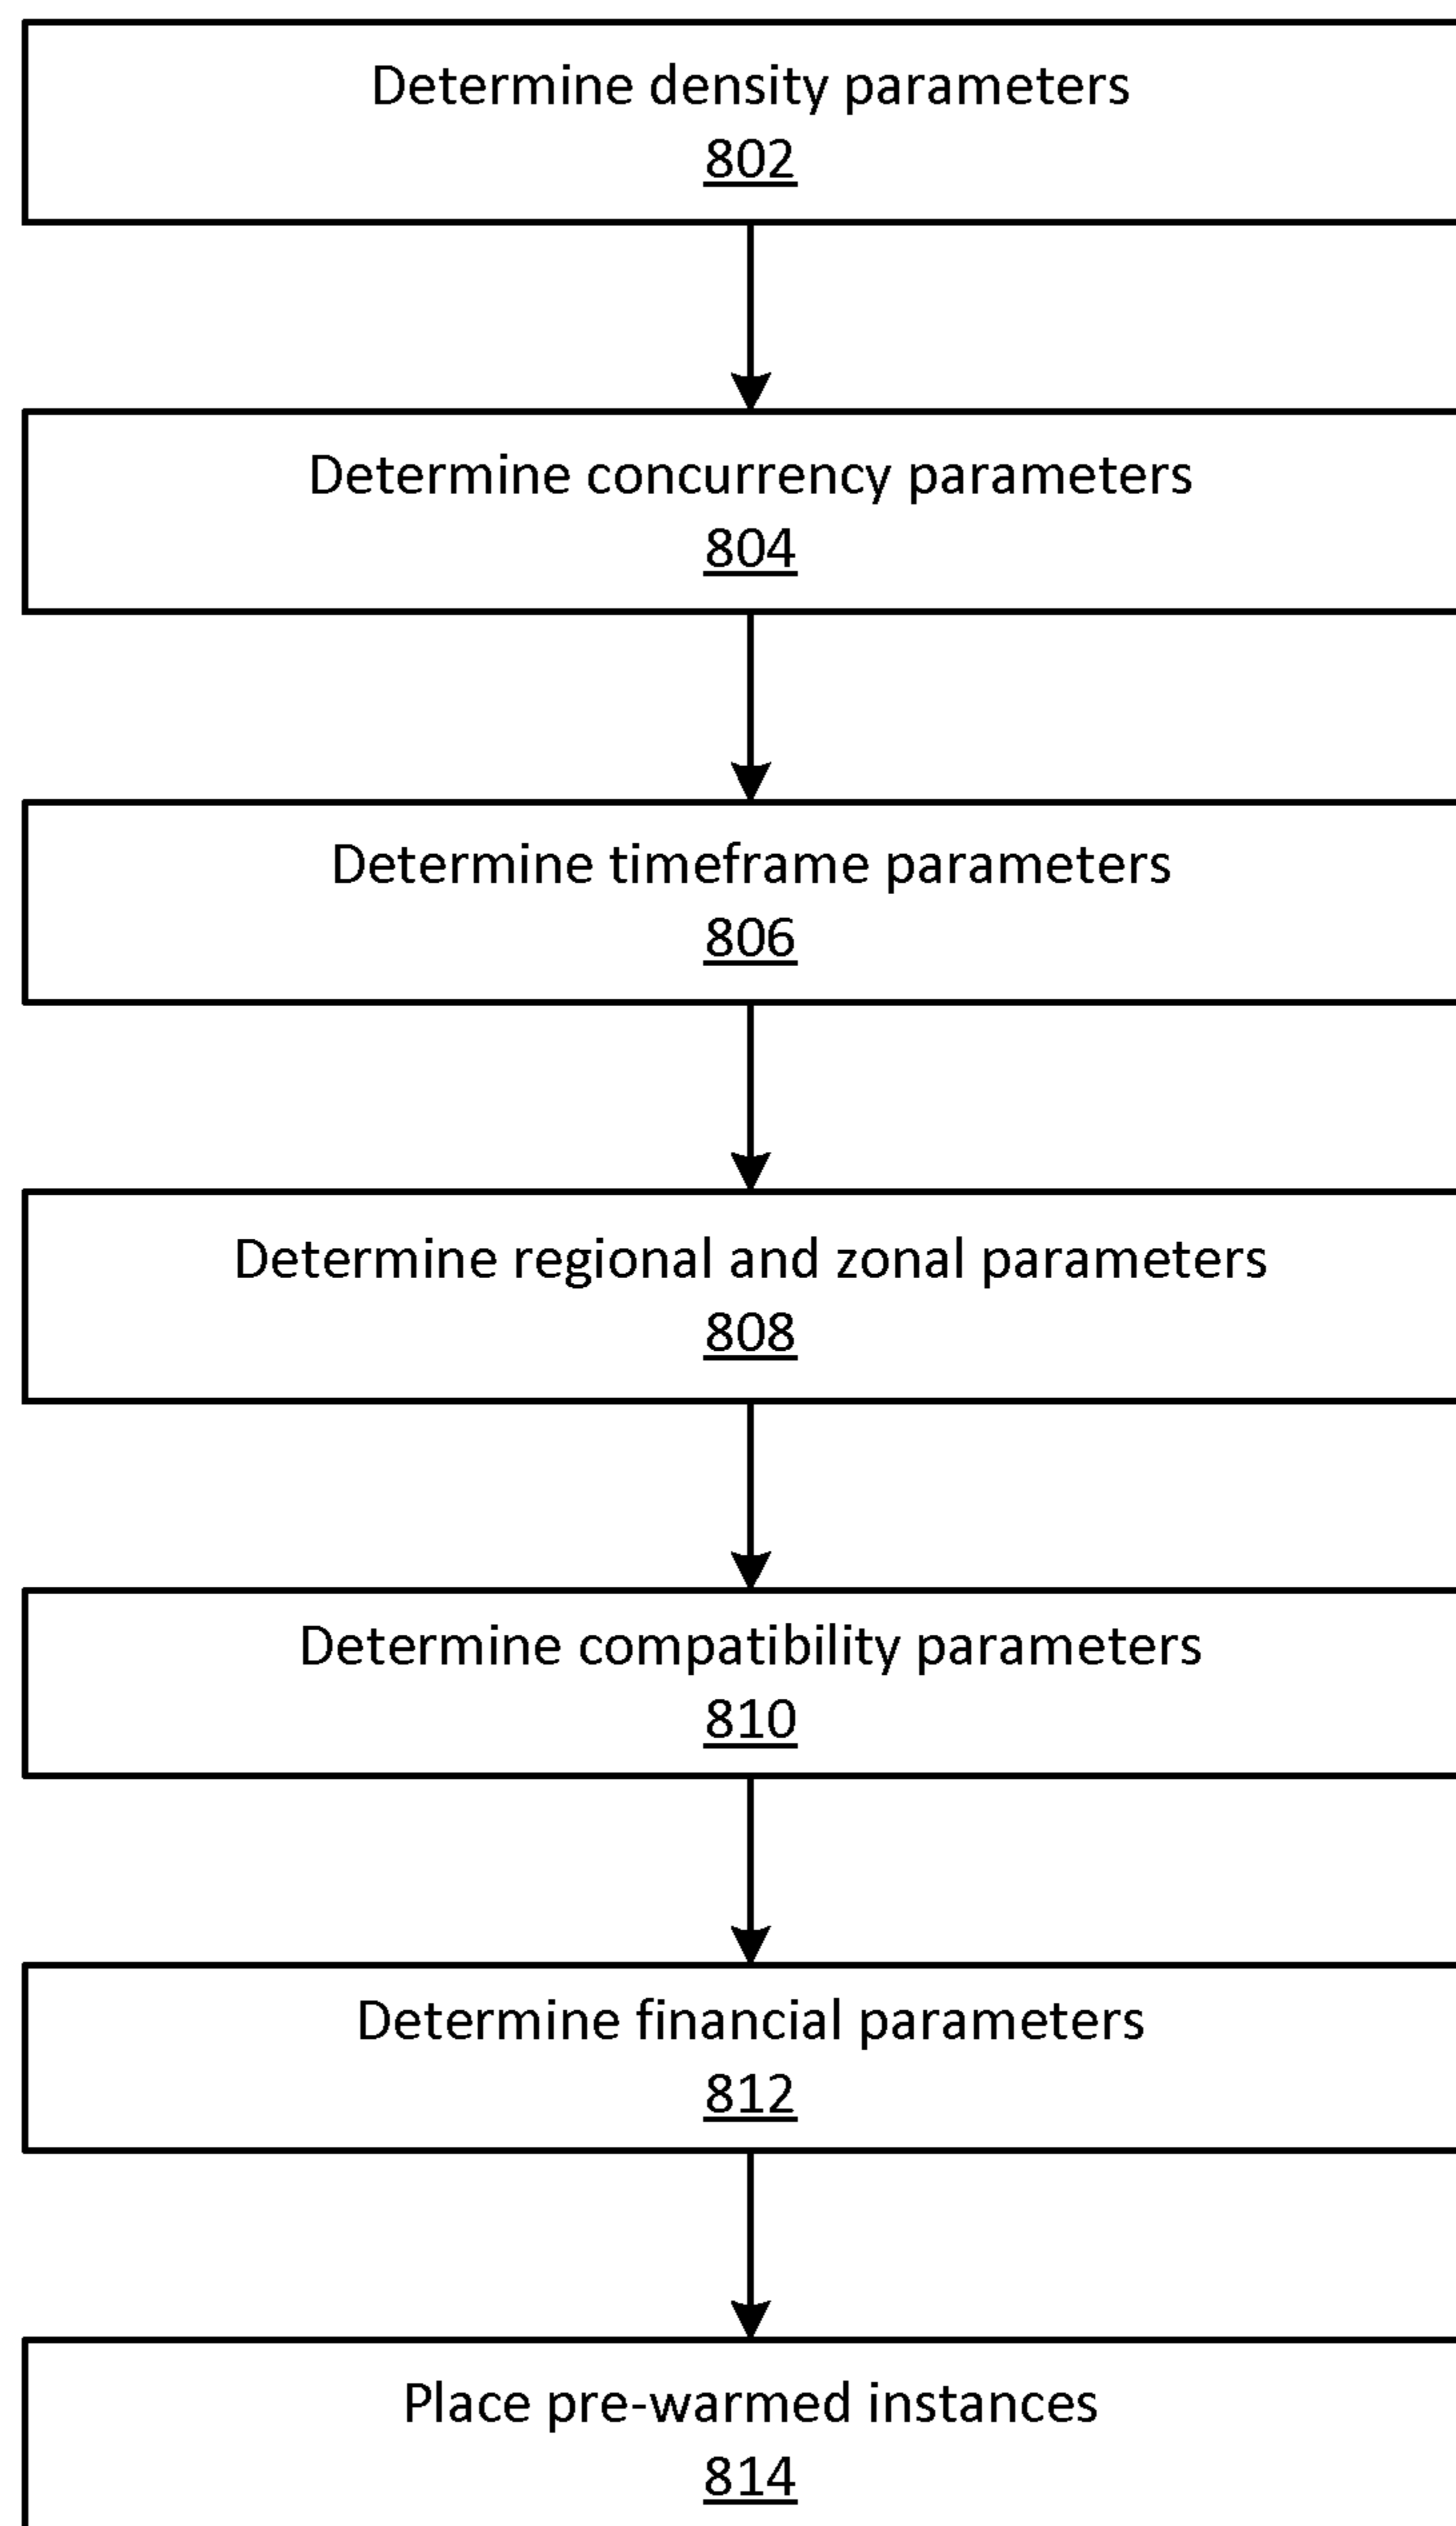 Determine density parameters
802
Determine concurrency parameters
804
Determine timeframe parameters
806
Determine regional and zonal parameters
808
Determine compatibility parameters
810
Determine financial parameters
812
Place pre-warmed instances
814